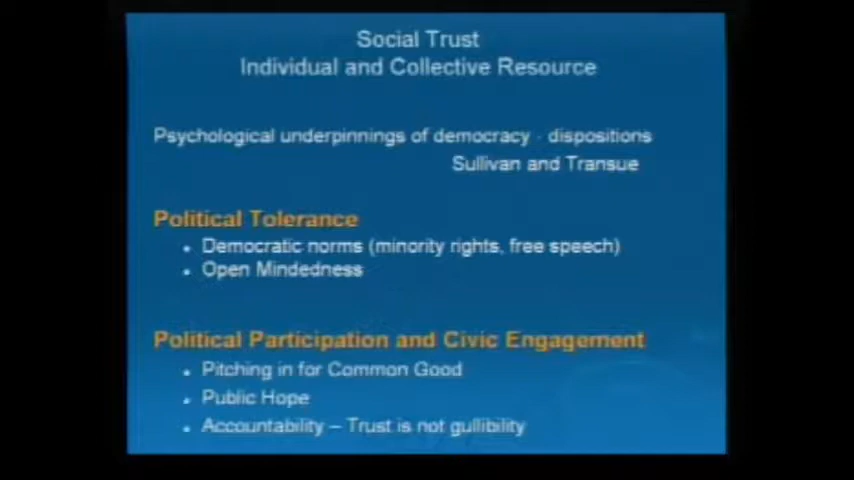 Social Trust
Individual and Collective Resource
Psychological underpinnings of democracy - dispositions
Sullivan and Transue
Political Tolerance
• Democratic norms (minority rights, free speech)
• Open Mindedness
Political Participation and Civic Engagement
• Pitching in for Common Good
• Public Hope
• Accountability – Trust is not gullibility